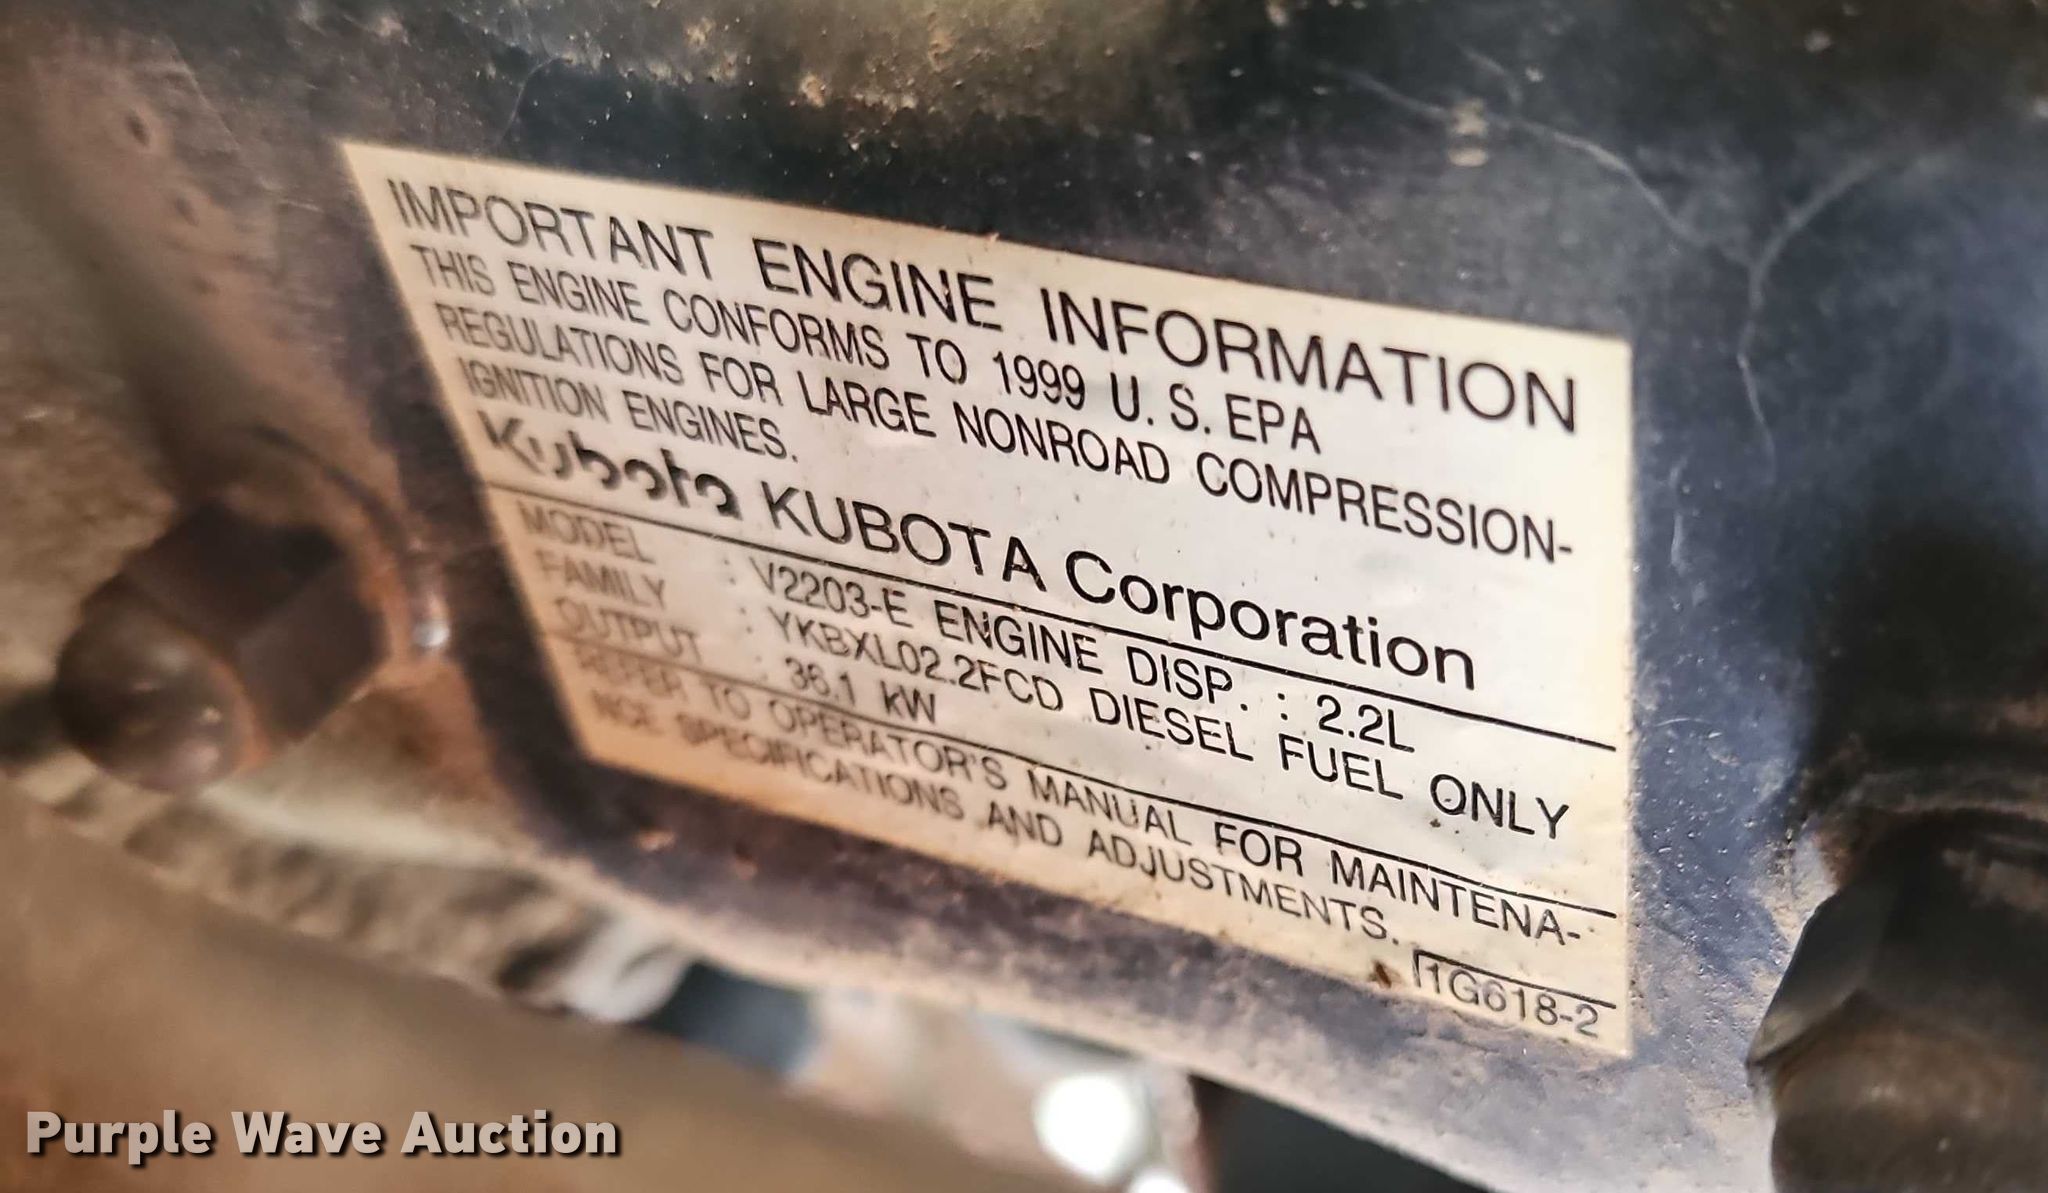 IMPORTANT ENGINE INFORMATION
THIS ENGINE CONFORMS TO 1999 U.S.EPA
REGULATIONS FOR LARGE NONROAD COMPRESSION-
IGNITION ENGINES.
Kubota KUBOTA Corporation
MODEL : V2203-E ENGINE DISP. : 2.2L
FAMILY : YKBXL02.2FCD DIESEL FUEL ONLY
OUTPUT : 36.1 kW
REFER TO OPERATOR'S MANUAL FOR MAINTENA-
NCE SPECIFICATIONS AND ADJUSTMENTS.
1G618-2
Purple Wave Auction